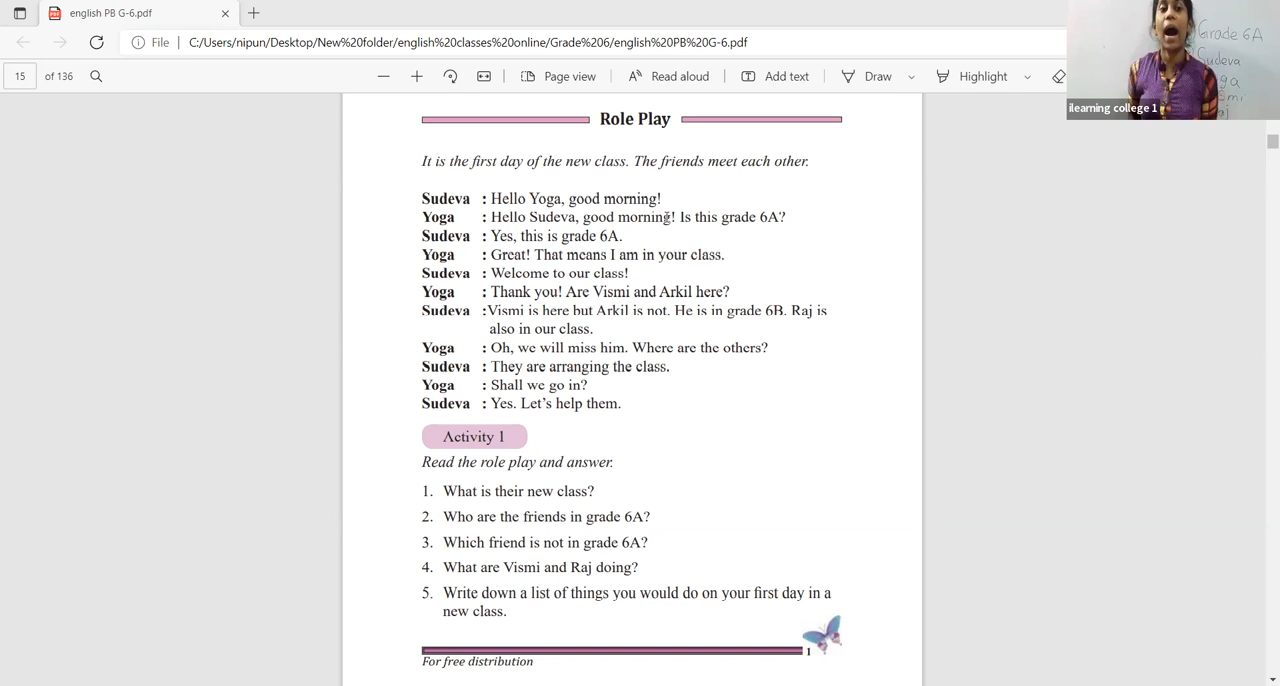 english PB G-6.pdf
File | C:/Users/nipun/Desktop/New%20folder/english%20classes%20online/Grade%206/english%20PB%20G-6.pdf
15 of 136 Page view Read aloud Add text Draw Highlight
Grade 6A
Sudeva
ilearning college 1
Role Play
It is the first day of the new class. The friends meet each other.
Sudeva : Hello Yoga, good morning!
Yoga : Hello Sudeva, good morning! Is this grade 6A?
Sudeva : Yes, this is grade 6A.
Yoga : Great! That means I am in your class.
Sudeva : Welcome to our class!
Yoga : Thank you! Are Vismi and Arkil here?
Sudeva :Vismi is here but Arkil is not. He is in grade 6B. Raj is
also in our class.
Yoga : Oh, we will miss him. Where are the others?
Sudeva : They are arranging the class.
Yoga : Shall we go in?
Sudeva : Yes. Let's help them.
Activity 1
Read the role play and answer.
1. What is their new class?
2. Who are the friends in grade 6A?
3. Which friend is not in grade 6A?
4. What are Vismi and Raj doing?
5. Write down a list of things you would do on your first day in a
new class.
1
For free distribution